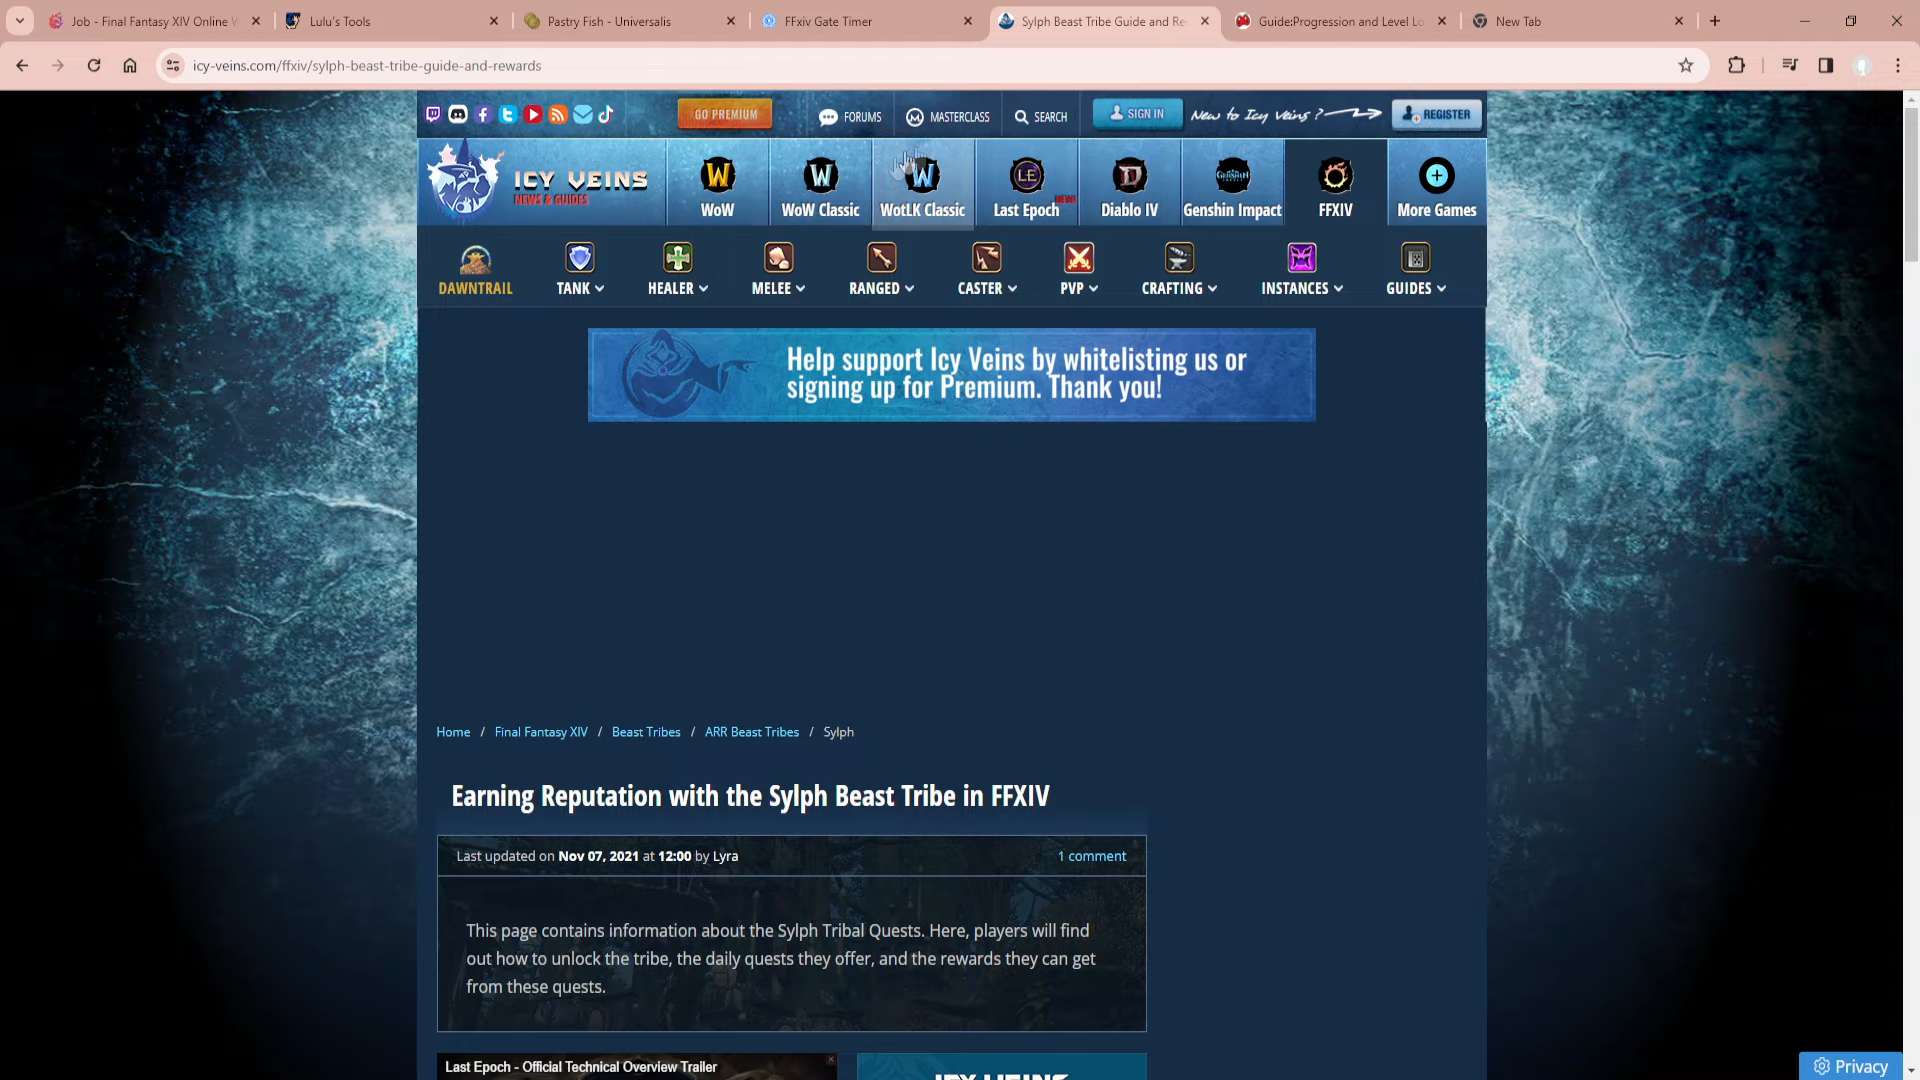 Job - Final Fantasy XIV Online W
Lulu's Tools
Pastry Fish - Universalis
FFxiv Gate Timer
Sylph Beast Tribe Guide and Re
Guide:Progression and Level Lo
New Tab
icy-veins.com/ffxiv/sylph-beast-tribe-guide-and-rewards
GO PREMIUM
FORUMS
MASTERCLASS
SEARCH
SIGN IN
New to Icy Veins?
REGISTER
ICY VEINS
NEWS & GUIDES
WoW
WoW Classic
WotLK Classic
Last Epoch
NEW!
Diablo IV
Genshin Impact
FFXIV
More Games
DAWNTRAIL
TANK
HEALER
MELEE
RANGED
CASTER
PVP
CRAFTING
INSTANCES
GUIDES
Help support Icy Veins by whitelisting us or
signing up for Premium. Thank you!
Home / Final Fantasy XIV / Beast Tribes / ARR Beast Tribes / Sylph
Earning Reputation with the Sylph Beast Tribe in FFXIV
Last updated on Nov 07, 2021 at 12:00 by Lyra
1 comment
This page contains information about the Sylph Tribal Quests. Here, players will find
out how to unlock the tribe, the daily quests they offer, and the rewards they can get
from these quests.
Last Epoch - Official Technical Overview Trailer
ICY VEINS
Privacy